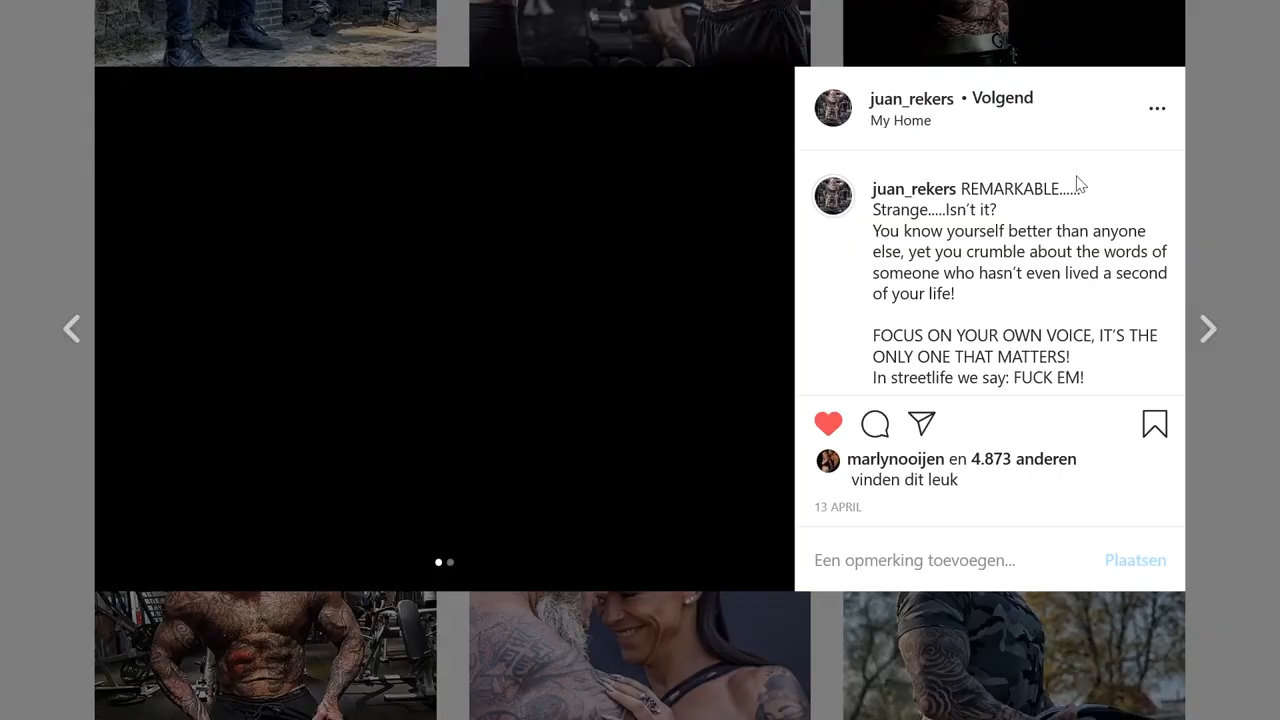 juan_rekers • Volgend
My Home
juan_rekers REMARKABLE......
Strange.....Isn't it?
You know yourself better than anyone
else, yet you crumble about the words of
someone who hasn't even lived a second
of your life!
FOCUS ON YOUR OWN VOICE, IT'S THE
ONLY ONE THAT MATTERS!
In streetlife we say: FUCK EM!
marlynooijen en 4.873 anderen
vinden dit leuk
13 APRIL
Een opmerking toevoegen... Plaatsen